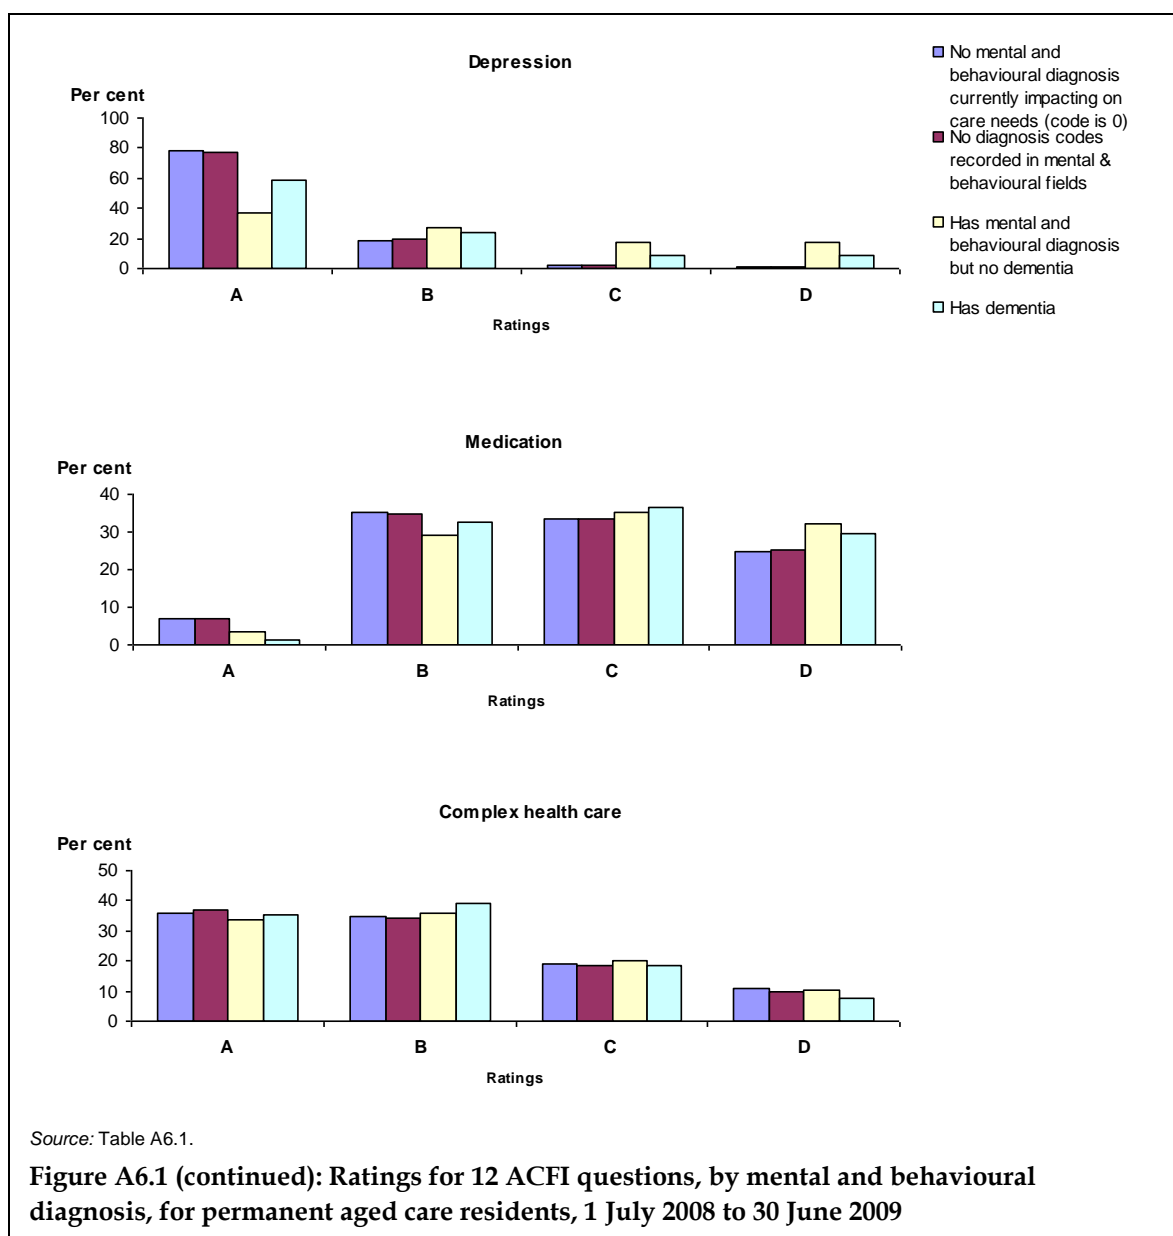 Depression
Per cent
100
80
60
40
20
0
A B C D
Ratings
No mental and
behavioural diagnosis
currently impacting on
care needs (code is 0)
No diagnosis codes
recorded in mental &
behavioural fields
Has mental and
behavioural diagnosis
but no dementia
Has dementia
Medication
Per cent
40
30
20
10
0
A B C D
Ratings
Complex health care
Per cent
50
40
30
20
10
0
A B C D
Ratings
Source: Table A6.1.
Figure A6.1 (continued): Ratings for 12 ACFI questions, by mental and behavioural
diagnosis, for permanent aged care residents, 1 July 2008 to 30 June 2009